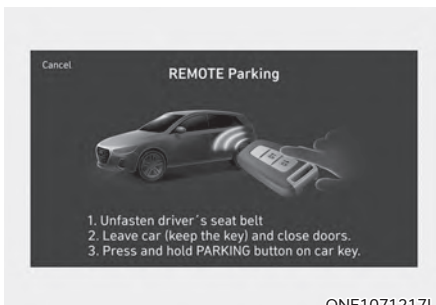 Cancel
REMOTE Parking
1. Unfasten driver's seat belt
2. Leave car (keep the key) and close doors.
3. Press and hold PARKING button on car key.